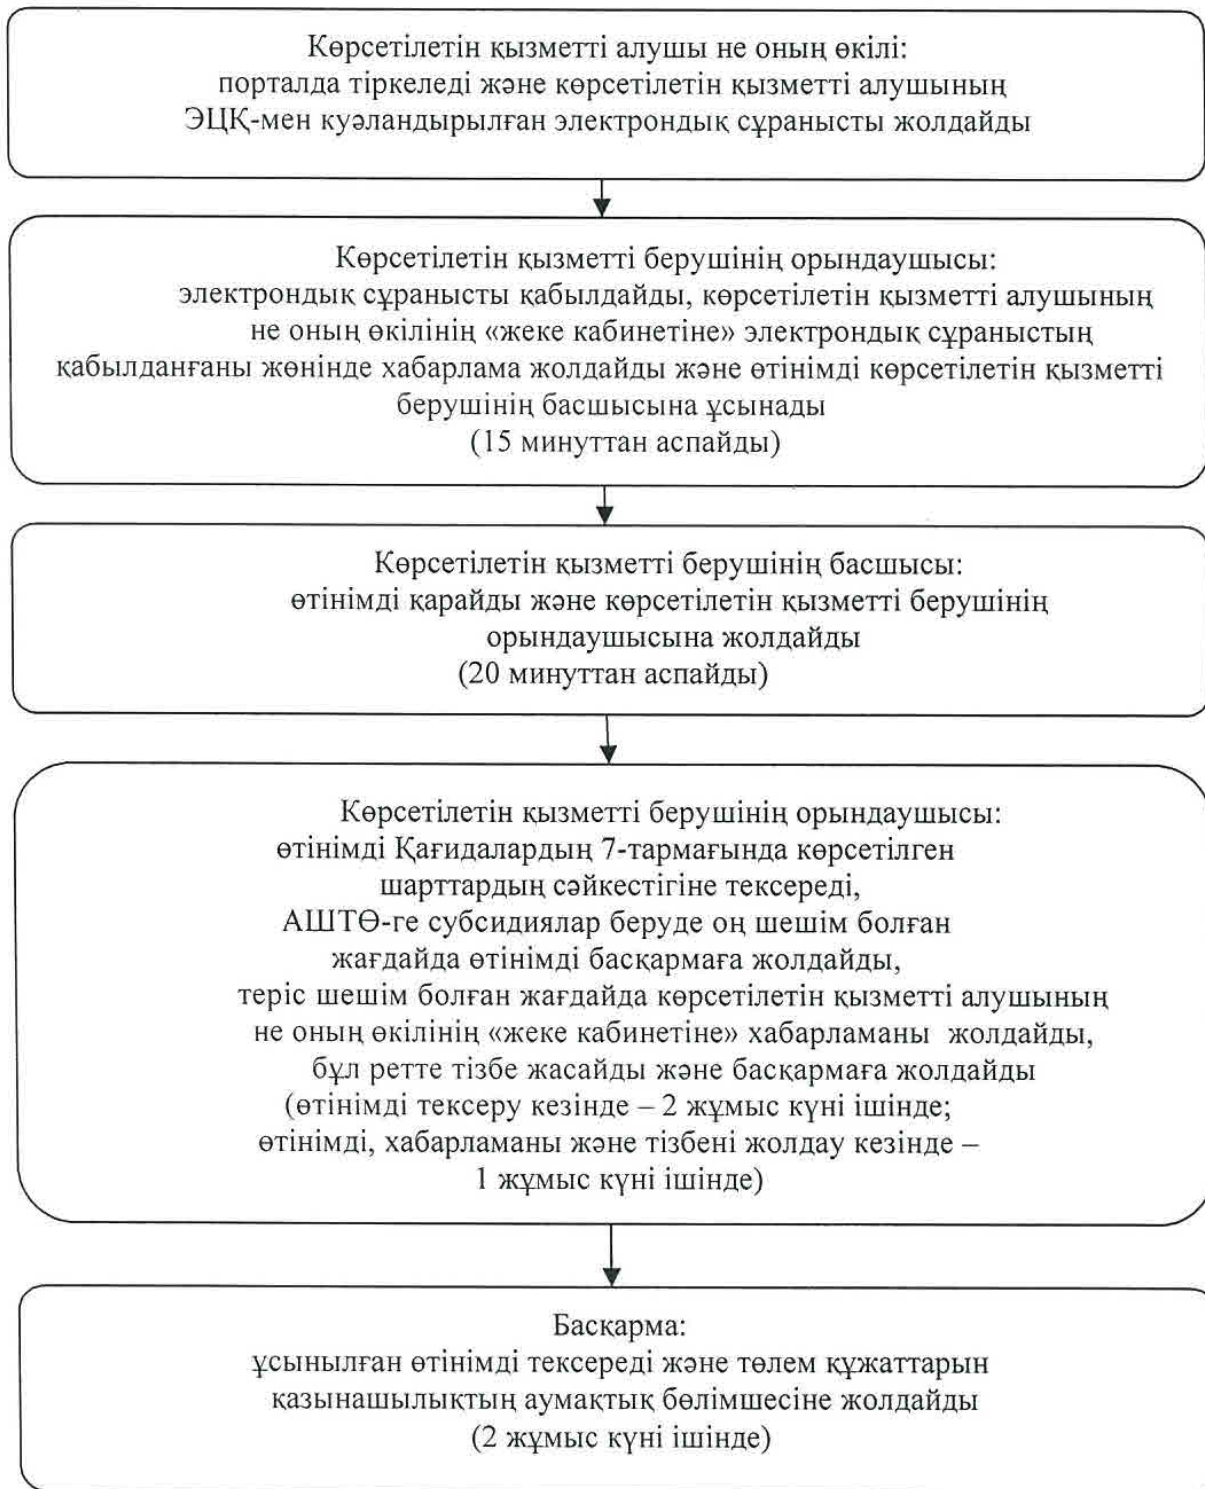 Көрсетілетін қызметті алушы не оның өкілі:
порталда тіркеледі және көрсетілетін қызметті алушының
ЭЦҚ-мен куәландырылған электрондық сұранысты жолдайды
Көрсетілетін қызметті берушінің орындаушысы:
электрондық сұранысты қабылдайды, көрсетілетін қызметті алушының
не оның өкілінің «жеке кабинетіне» электрондық сұраныстың
қабылданғаны жөнінде хабарлама жолдайды және өтінімді көрсетілетін қызметті
берушінің басшысына ұсынады
(15 минуттан аспайды)
Көрсетілетін қызметті берушінің басшысы:
өтінімді қарайды және көрсетілетін қызметті берушінің
орындаушысына жолдайды
(20 минуттан аспайды)
Көрсетілетін қызметті берушінің орындаушысы:
өтінімді Қағидалардың 7-тармағында көрсетілген
шарттардың сәйкестігіне тексереді,
АШТӨ-ге субсидиялар беруде оң шешім болған
жағдайда өтінімді басқармаға жолдайды,
теріс шешім болған жағдайда көрсетілетін қызметті алушының
не оның өкілінің «жеке кабинетіне» хабарламаны жолдайды,
бұл ретте тізбе жасайды және басқармаға жолдайды
(өтінімді тексеру кезінде – 2 жұмыс күні ішінде;
өтінімді, хабарламаны және тізбені жолдау кезінде –
1 жұмыс күні ішінде)
Басқарма:
ұсынылған өтінімді тексереді және төлем құжаттарын
қазынашылықтың аумақтық бөлімшесіне жолдайды
(2 жұмыс күні ішінде)